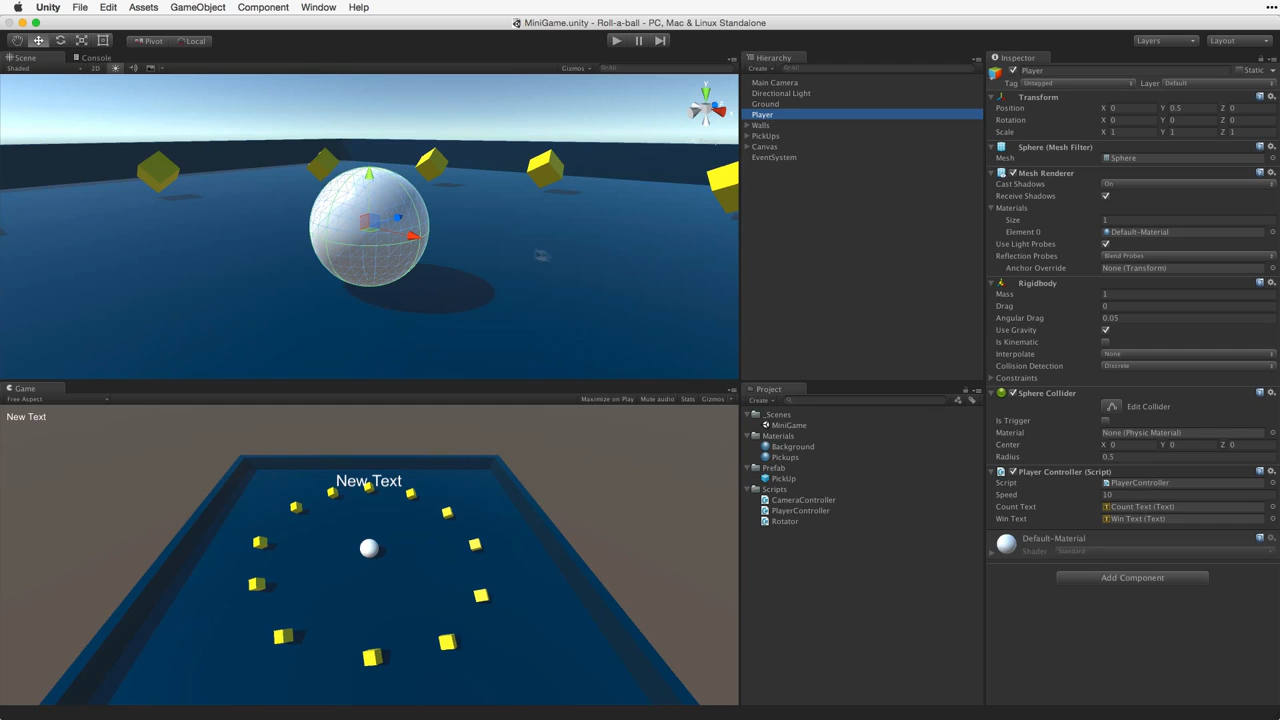 Unity File Edit Assets GameObject Component Window Help
MiniGame.unity - Roll-a-ball - PC, Mac & Linux Standalone
Pivot Local
Layers Layout
Scene Console
Shaded 2D Gizmos All
y
Game
Free Aspect Maximize on Play Mute audio Stats Gizmos
New Text
New Text
Hierarchy
Create All
Main Camera
Directional Light
Ground
Player
Walls
PickUps
Canvas
EventSystem
Project
Create
_Scenes
MiniGame
Materials
Background
Pickups
Prefab
PickUp
Scripts
CameraController
PlayerController
Rotator
Inspector
Player Static
Tag Untagged Layer Default
Transform
Position X 0 Y 0.5 Z 0
Rotation X 0 Y 0 Z 0
Scale X 1 Y 1 Z 1
Sphere (Mesh Filter)
Mesh Sphere
Mesh Renderer
Cast Shadows On
Receive Shadows
Materials
Size 1
Element 0 Default-Material
Use Light Probes
Reflection Probes Blend Probes
Anchor Override None (Transform)
Rigidbody
Mass 1
Drag 0
Angular Drag 0.05
Use Gravity
Is Kinematic
Interpolate None
Collision Detection Discrete
Constraints
Sphere Collider
Edit Collider
Is Trigger
Material None (Physic Material)
Center X 0 Y 0 Z 0
Radius 0.5
Player Controller (Script)
Script PlayerController
Speed 10
Count Text Count Text (Text)
Win Text Win Text (Text)
Default-Material
Shader Standard
Add Component